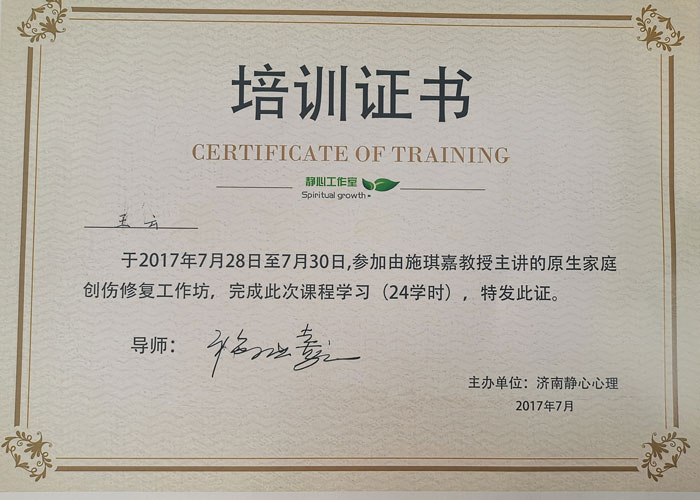 培训证书
CERTIFICATE OF TRAINING
静心工作室
Spiritual growth
王云
于2017年7月28日至7月30日,参加由施琪嘉教授主讲的原生家庭
创伤修复工作坊，完成此次课程学习（24学时），特发此证。
导师：
主办单位：济南静心心理
2017年7月